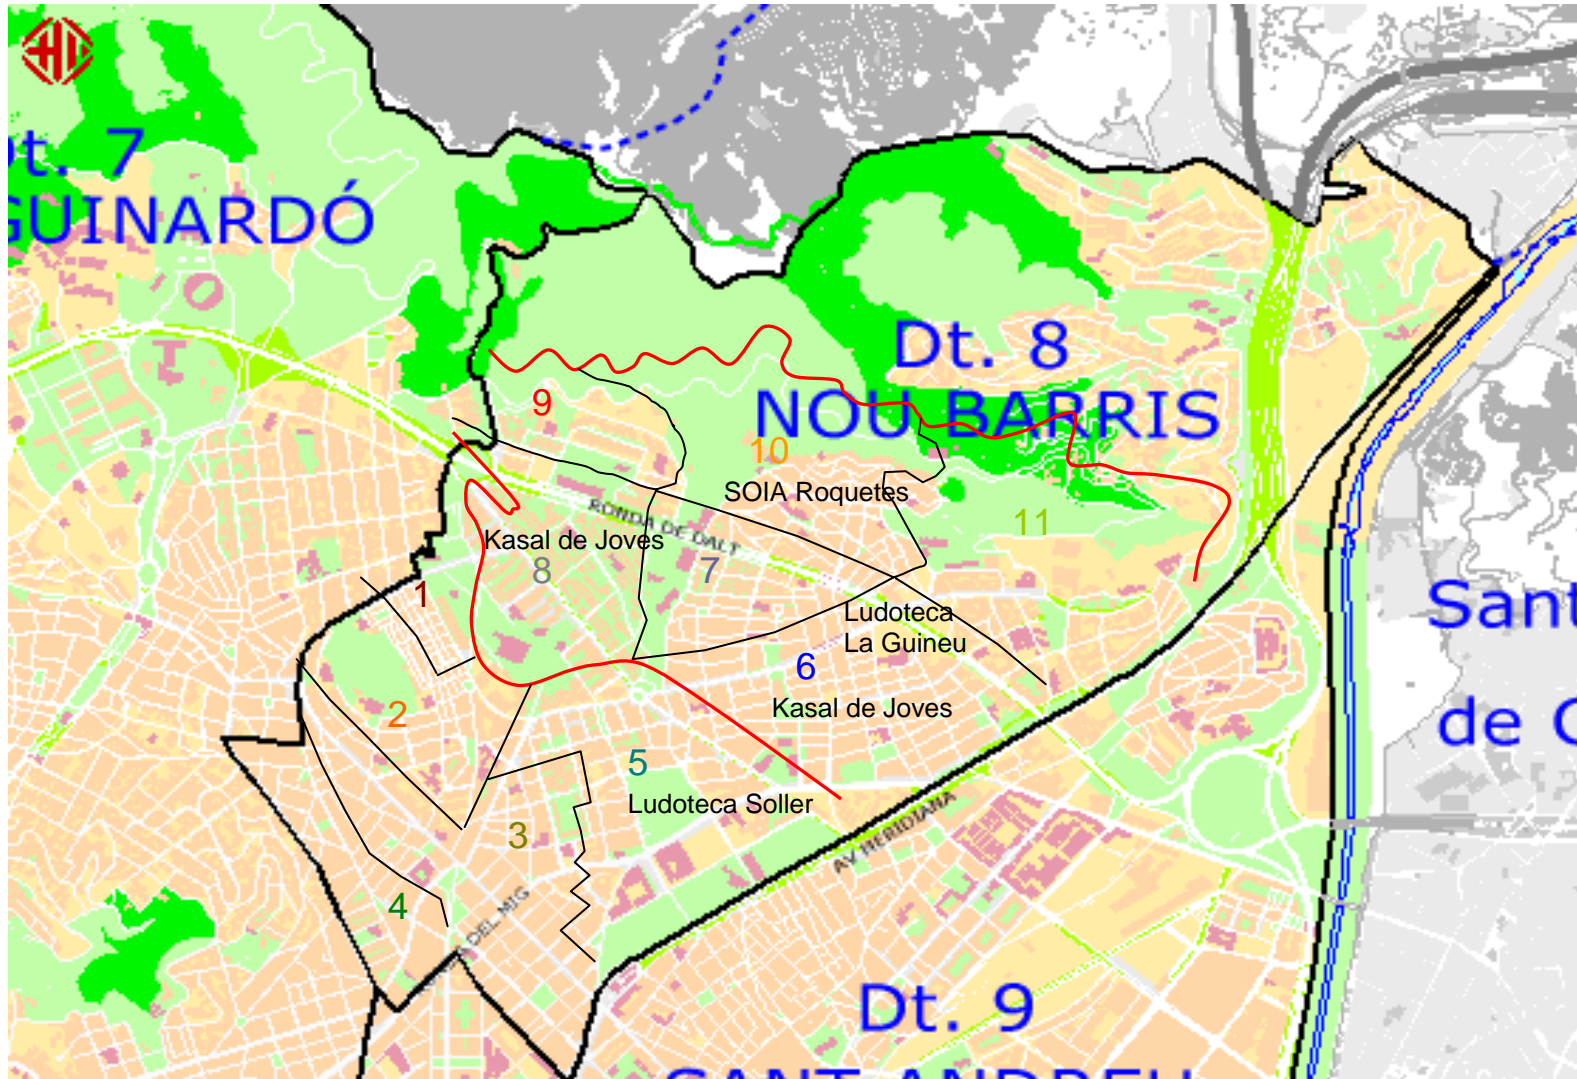 Dt. 7
GUINARDÓ
Dt. 8
NOU BARRIS
9
10
SOIA Roquetes
RONDA DE DALT
11
Kasal de Joves
8
7
1
Ludoteca
La Guineu
Sant
6
2
Kasal de Joves
de
5
Ludoteca Soller
3
AV MERIDIANA
4
DEL MIG
Dt. 9
SANT ANDREU